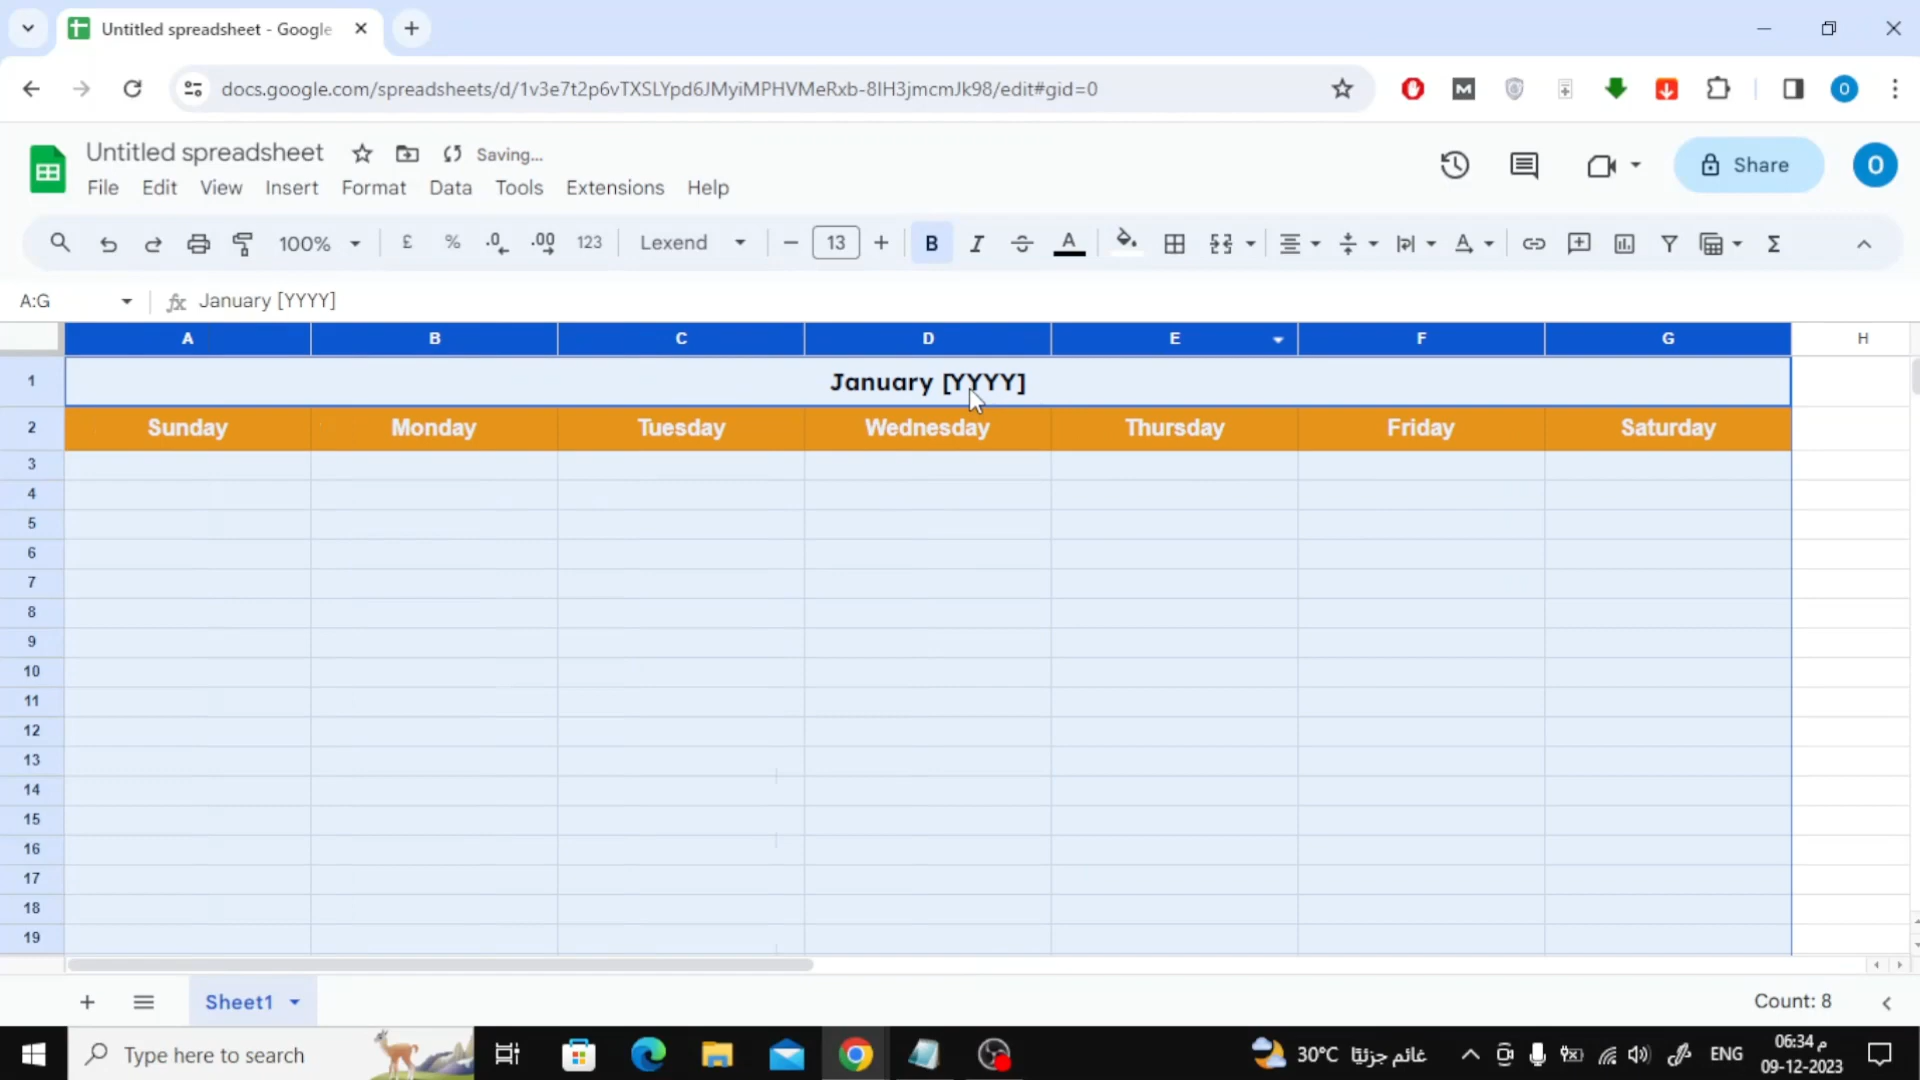 Untitled spreadsheet - Google
docs.google.com/spreadsheets/d/1v3e7t2p6vTXSLYpd6JMyiMPHVMeRxb-8lH3jmcmJk98/edit#gid=0
Untitled spreadsheet Saving...
File Edit View Insert Format Data Tools Extensions Help
Share
O
100% £ % .0 .00 123 Lexend 13 B I A
A:G fx January [YYYY]
A B C D E F G H
1 January [YYYY]
2 Sunday Monday Tuesday Wednesday Thursday Friday Saturday
3
4
5
6
7
8
9
10
11
12
13
14
15
16
17
18
19
Sheet1 Count: 8
Type here to search 30°C غائم جزئيًا ENG 06:34 م
09-12-2023